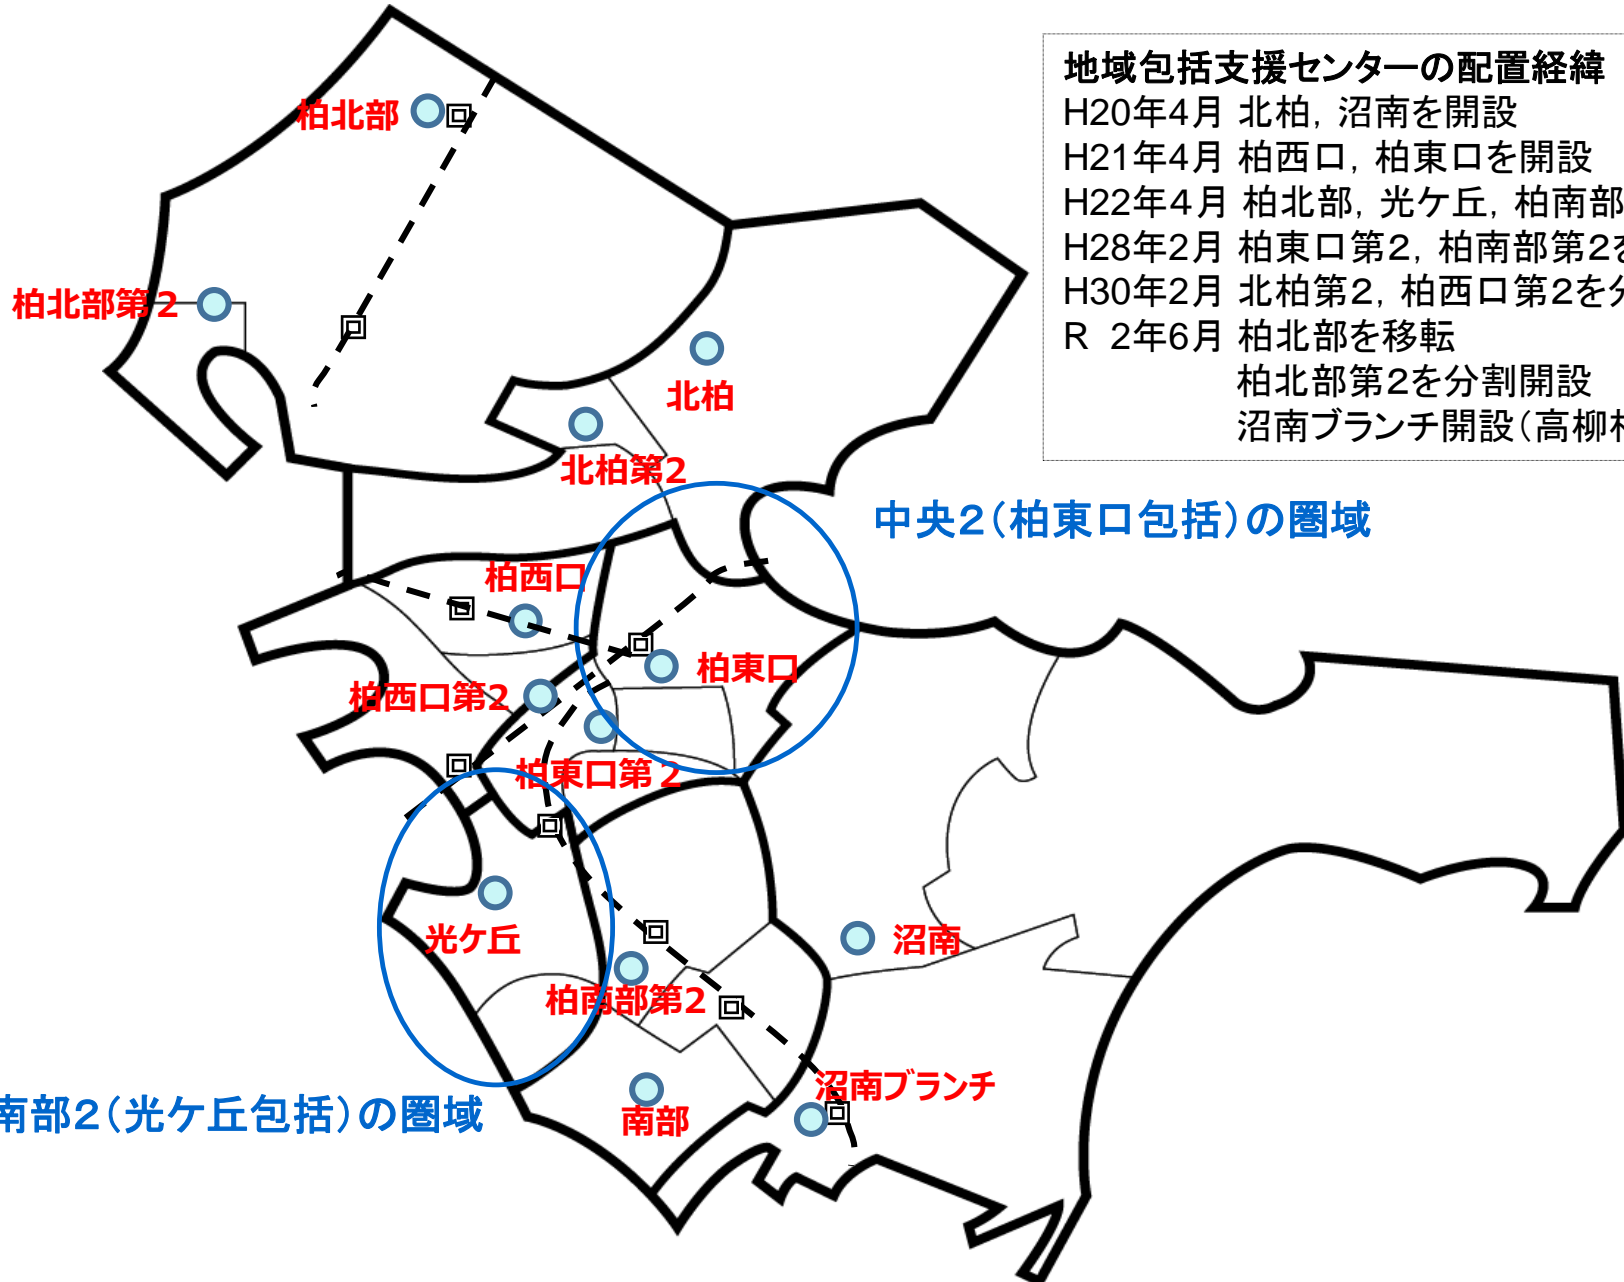 地域包括支援センターの配置経緯
H20年4月 北柏, 沼南を開設
H21年4月 柏西口, 柏東口を開設
H22年4月 柏北部, 光ケ丘, 柏南部
H28年2月 柏東口第2, 柏南部第2を
H30年2月 北柏第2, 柏西口第2を
R 2年6月 柏北部を移転
柏北部第2を分割開設
沼南ブランチ開設(高柳
柏北部
柏北部第2
北柏
北柏第2
中央2(柏東口包括)の圏域
柏西口
柏東口
柏西口第2
柏東口第2
光ケ丘
沼南
柏南部第2
沼南ブランチ
南部2(光ケ丘包括)の圏域
南部